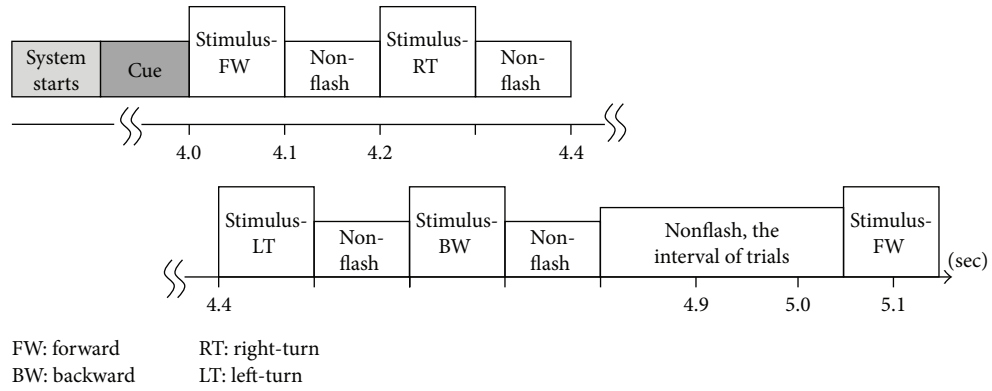 System
starts
Cue
Stimulus-
FW
Non-
flash
Stimulus-
RT
Non-
flash
4.0
4.1
4.2
4.4
Stimulus-
LT
Non-
flash
Stimulus-
BW
Non-
flash
Nonflash, the
interval of trials
Stimulus-
FW
(sec)
4.4
4.9
5.0
5.1
FW: forward
RT: right-turn
BW: backward
LT: left-turn